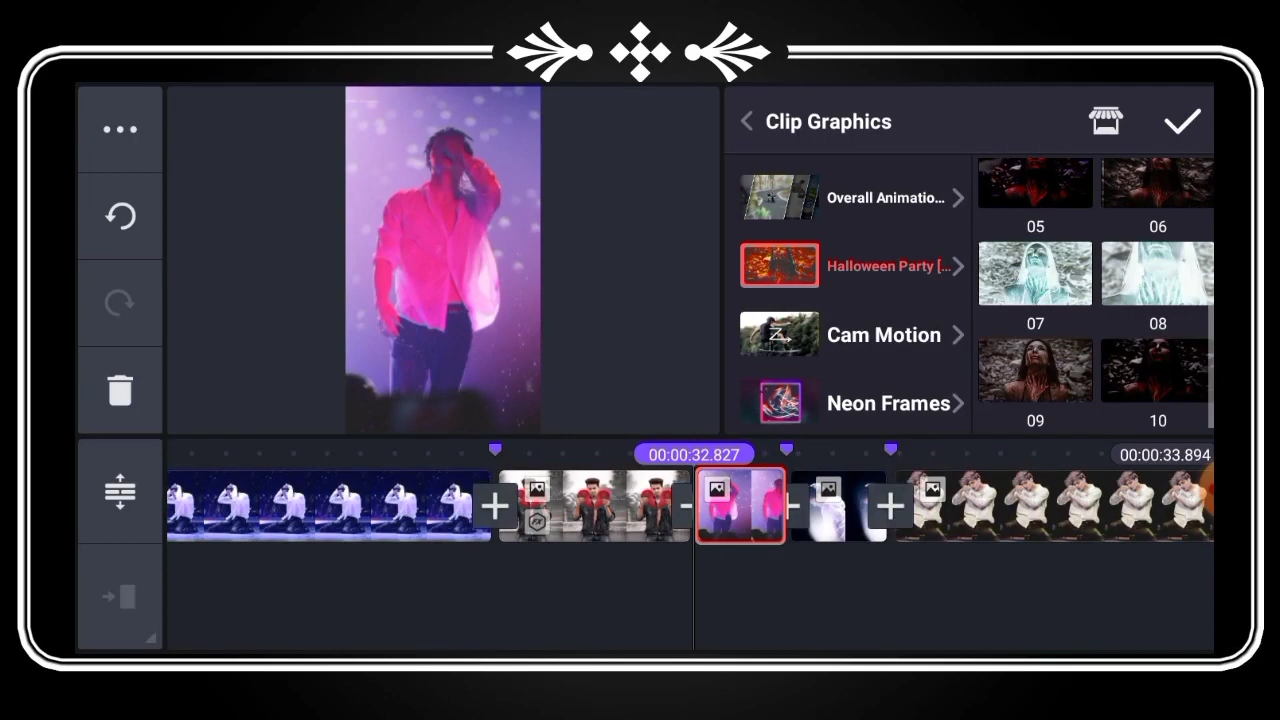 Clip Graphics
Overall Animatio...
Halloween Party [...
Cam Motion
Neon Frames
05
06
07
08
09
10
00:00:32.827
00:00:33.894
FX